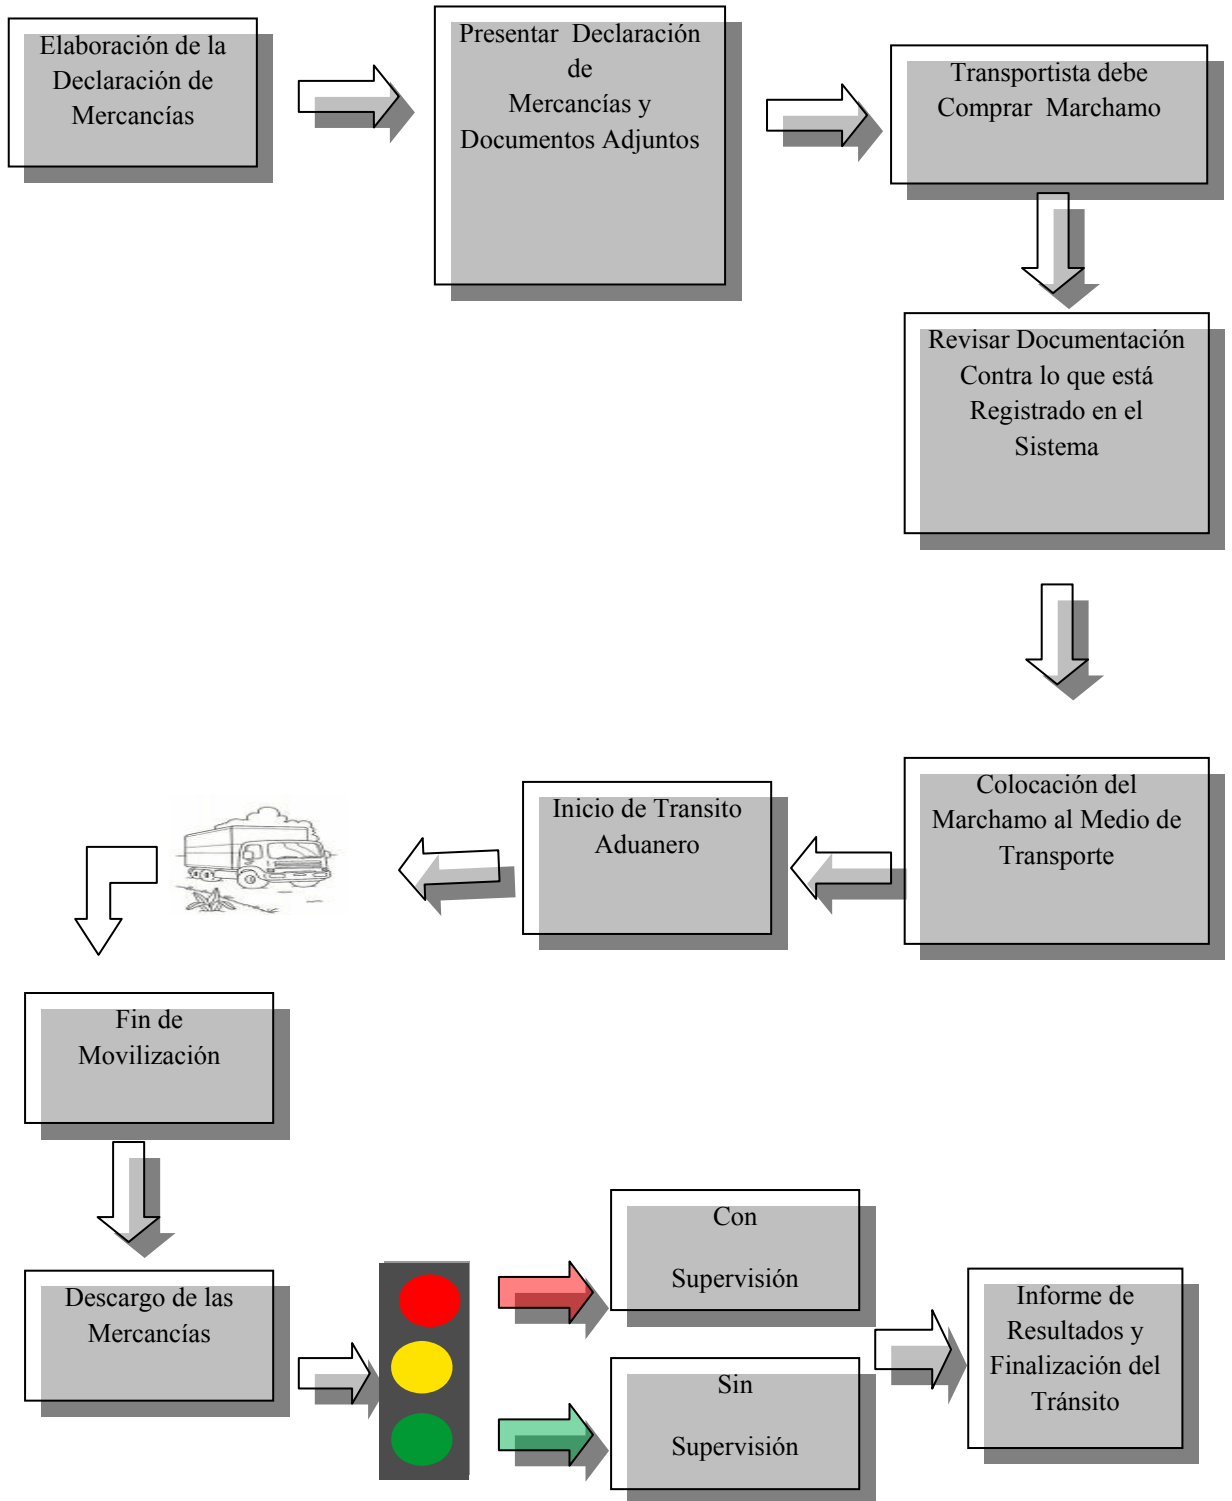 Elaboración de la
Declaración de
Mercancías
Presentar Declaración
de
Mercancías y
Documentos Adjuntos
Transportista debe
Comprar Marchamo
Revisar Documentación
Contra lo que está
Registrado en el
Sistema
Colocación del
Marchamo al Medio de
Transporte
Inicio de Transito
Aduanero
Fin de
Movilización
Descargo de las
Mercancías
Con
Supervisión
Sin
Supervisión
Informe de
Resultados y
Finalización del
Tránsito